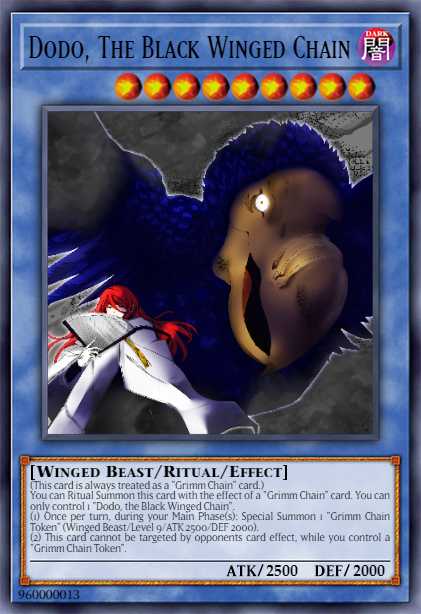 Dodo, The Black Winged Chain
DARK
闇
[Winged Beast/Ritual/Effect]
(This card is always treated as a "Grimm Chain" card.)
You can Ritual Summon this card with the effect of a "Grimm Chain" card. You can
only control 1 "Dodo, the Black Winged Chain".
(1) Once per turn, during your Main Phase(s): Special Summon 1 "Grimm Chain
Token" (Winged Beast/Level 9/ATK 2500/DEF 2000).
(2) This card cannot be targeted by opponents card effect, while you control a
"Grimm Chain Token".
ATK/2500 DEF/2000
960000013